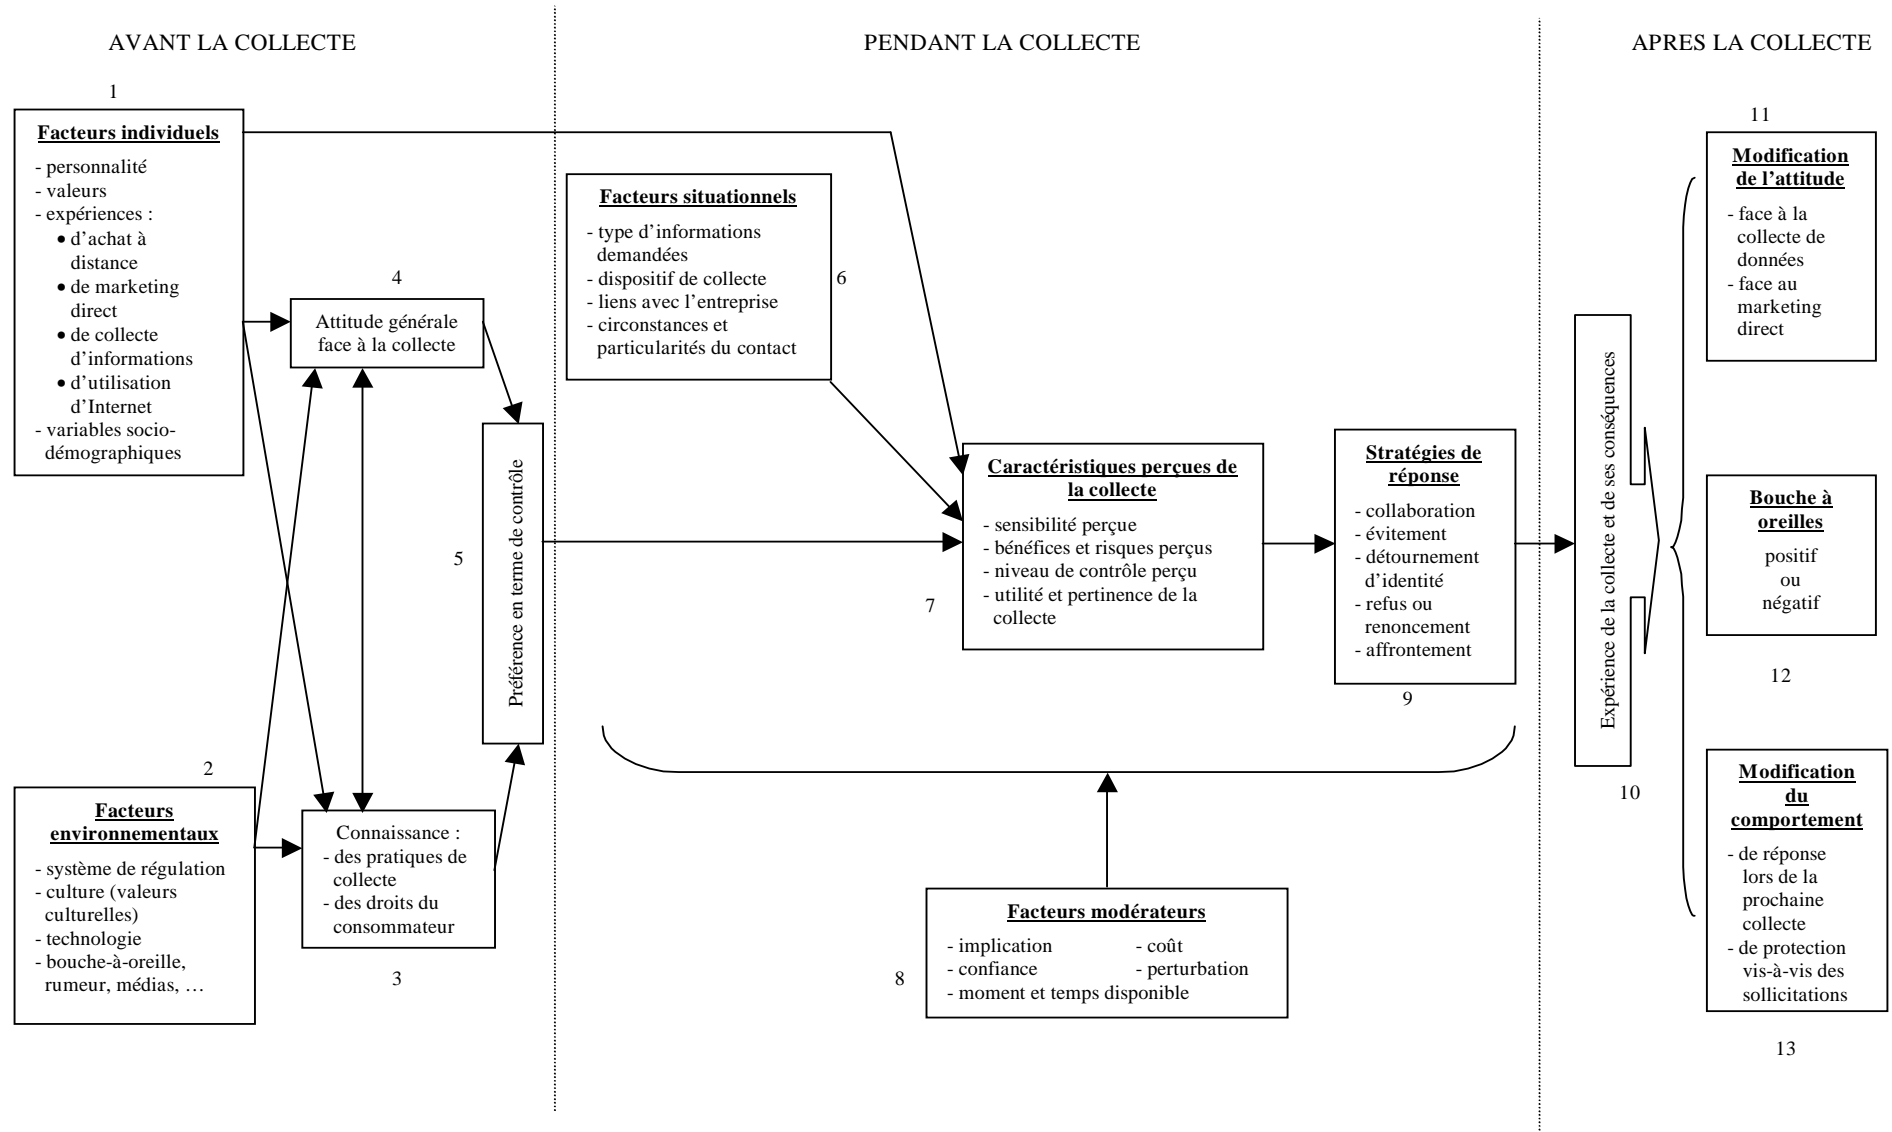 AVANT LA COLLECTE
PENDANT LA COLLECTE
APRES LA COLLECTE
1
Facteurs individuels
- personnalité
- valeurs
- expériences :
• d’achat à
distance
• de marketing
direct
• de collecte
d’informations
• d’utilisation
d’Internet
- variables socio-
démographiques
2
Facteurs
environnementaux
- système de régulation
- culture (valeurs
culturelles)
- technologie
- bouche-à-oreille,
rumeur, médias, …
4
Attitude générale
face à la collecte
Connaissance :
- des pratiques de
collecte
- des droits du
consommateur
3
5
Préférence en terme de contrôle
Facteurs situationnels
- type d’informations
demandées
- dispositif de collecte
- liens avec l’entreprise
- circonstances et
particularités du contact
6
Caractéristiques perçues de
la collecte
- sensibilité perçue
- bénéfices et risques perçus
- niveau de contrôle perçu
- utilité et pertinence de la
collecte
7
Stratégies de
réponse
- collaboration
- évitement
- détournement
d’identité
- refus ou
renoncement
- affrontement
9
Facteurs modérateurs
- implication - coût
- confiance - perturbation
- moment et temps disponible
8
Expérience de la collecte et de ses conséquences
10
11
Modification
de l’attitude
- face à la
collecte de
données
- face au
marketing
direct
Bouche à
oreilles
positif
ou
négatif
12
Modification
du
comportement
- de réponse
lors de la
prochaine
collecte
- de protection
vis-à-vis des
sollicitations
13